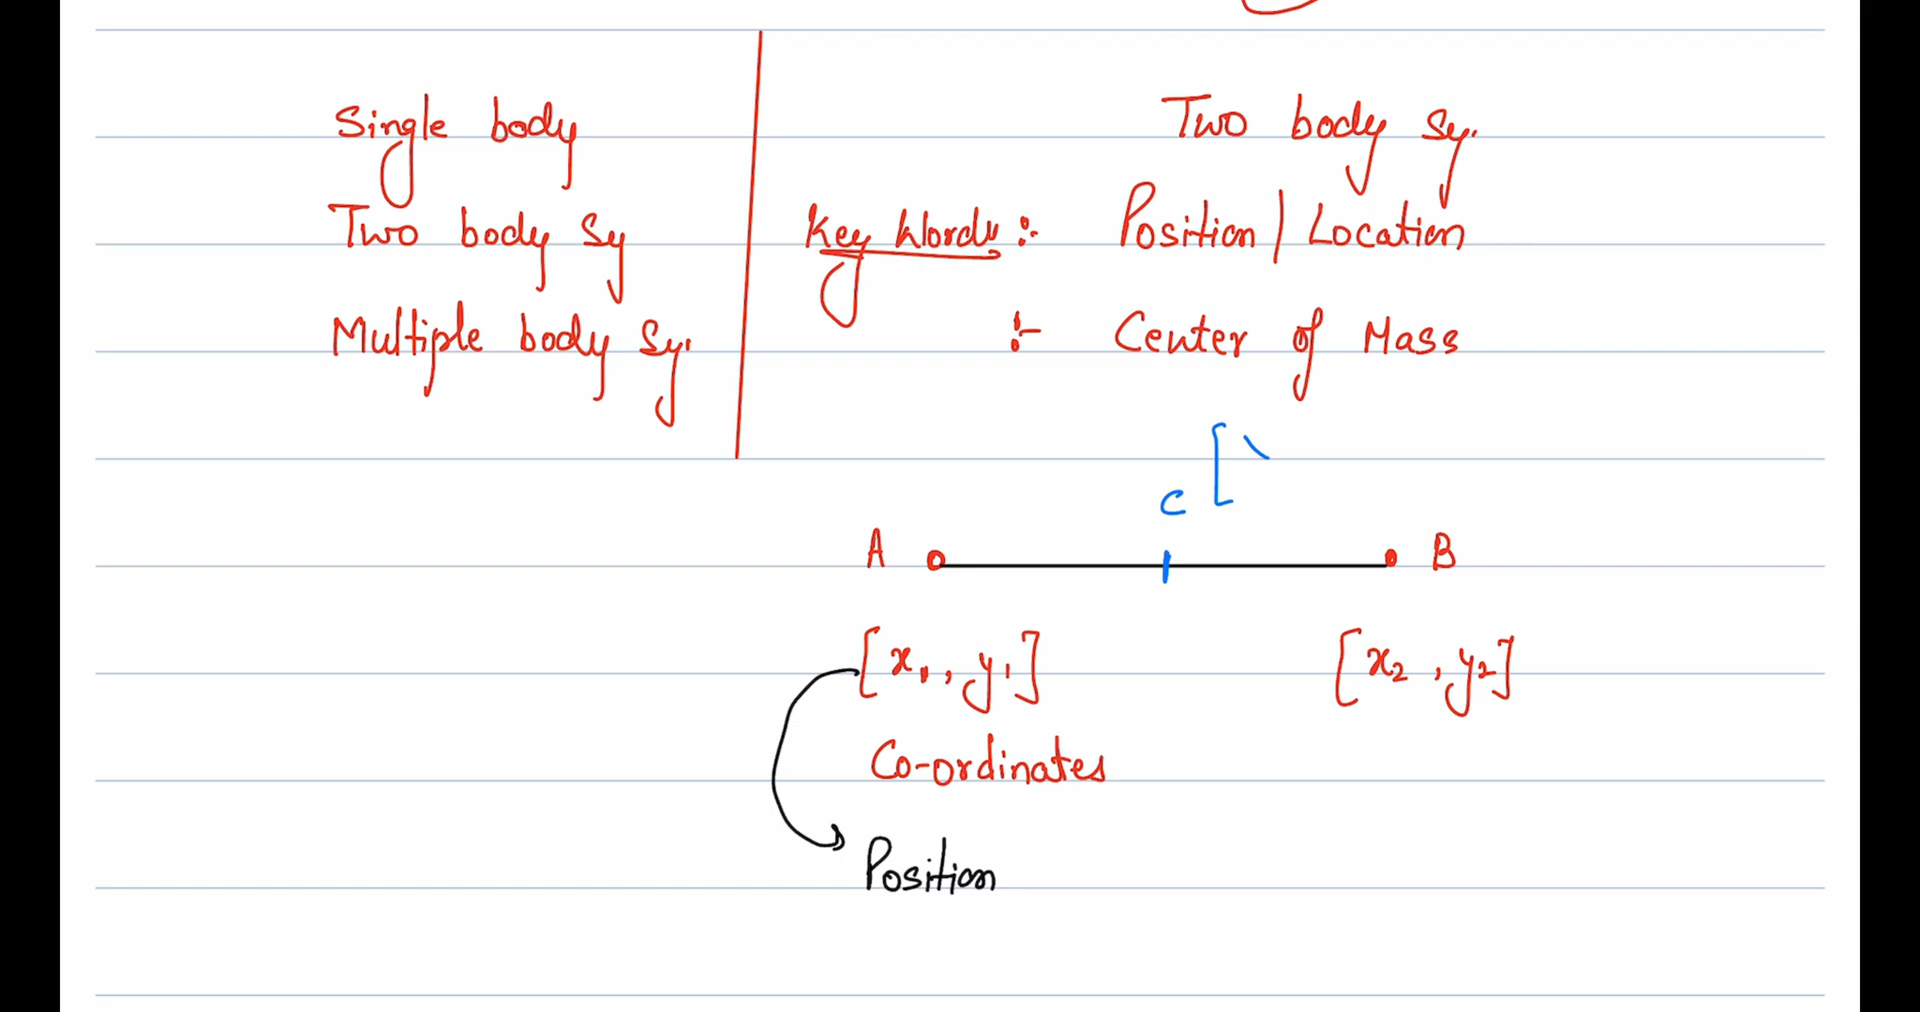 Single body
Two body Sy
Multiple body Sy.
Two body Sy.
Key Words :- Position / Location
:- Center of Mass
C [
A B
[x1, y1] [x2, y2]
Co-ordinates
Position